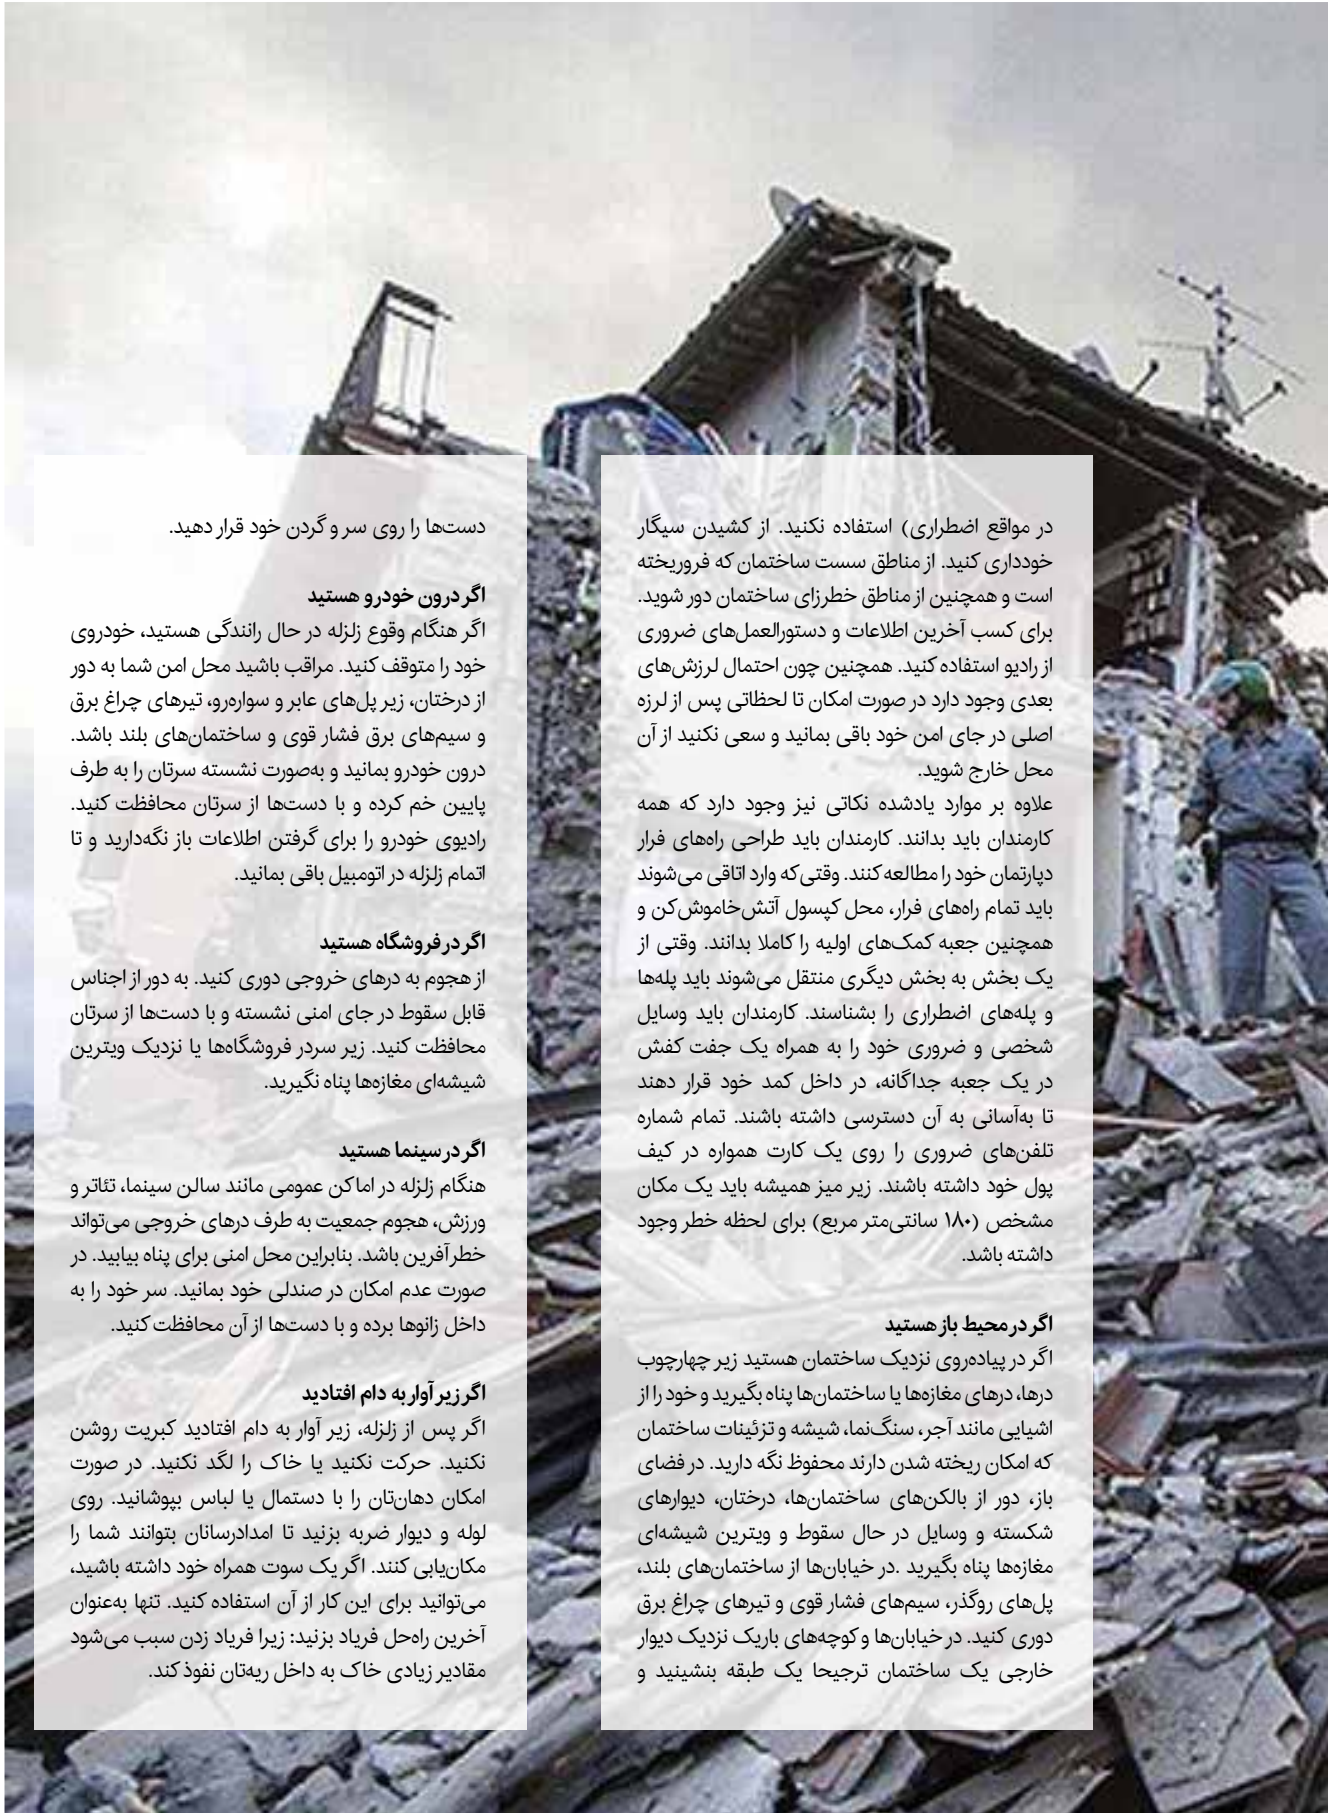 در مواقع اضطراری) استفاده نکنید. از کشیدن سیگار
خودداری کنید. از مناطق سست ساختمان که فروریخته
است و همچنین از مناطق خطرزای ساختمان دور شوید.
برای کسب آخرین اطلاعات و دستورالعمل‌های ضروری
از رادیو استفاده کنید. همچنین چون احتمال لرزش‌های
بعدی وجود دارد در صورت امکان تا لحظاتی پس از لرزه
اصلی در جای امن خود باقی بمانید و سعی نکنید از آن
محل خارج شوید.
علاوه بر موارد یادشده نکاتی نیز وجود دارد که همه
کارمندان باید بدانند. کارمندان باید طراحی راه‌های فرار
دپارتمان خود را مطالعه کنند. وقتی‌که وارد اتاقی می‌شوند
باید تمام راه‌های فرار، محل کپسول آتش‌خاموش‌کن و
همچنین جعبه کمک‌های اولیه را کاملا بدانند. وقتی از
یک بخش به بخش دیگری منتقل می‌شوند باید پله‌ها
و پله‌های اضطراری را بشناسند. کارمندان باید وسایل
شخصی و ضروری خود را به همراه یک جفت کفش
در یک جعبه جداگانه، در داخل کمد خود قرار دهند
تا به‌آسانی به آن دسترسی داشته باشند. تمام شماره
تلفن‌های ضروری را روی یک کارت همواره در کیف
پول خود داشته باشند. زیر میز همیشه باید یک مکان
مشخص (۱۸۰ سانتی‌متر مربع) برای لحظه خطر وجود
داشته باشد.
اگر در محیط باز هستید
اگر در پیاده‌روی نزدیک ساختمان هستید زیر چهارچوب
درها، درهای مغازه‌ها یا ساختمان‌ها پناه بگیرید و خود را از
اشیایی مانند آجر، سنگ‌نما، شیشه و تزئینات ساختمان
که امکان ریخته شدن دارند محفوظ نگه دارید. در فضای
باز، دور از بالکن‌های ساختمان‌ها، درختان، دیوارهای
شکسته و وسایل در حال سقوط و ویترین شیشه‌ای
مغازه‌ها پناه بگیرید .در خیابان‌ها از ساختمان‌های بلند،
پل‌های روگذر، سیم‌های فشار قوی و تیرهای چراغ برق
دوری کنید. در خیابان‌ها و کوچه‌های باریک نزدیک دیوار
خارجی یک ساختمان ترجیحا یک طبقه بنشینید و
دست‌ها را روی سر و گردن خود قرار دهید.
اگر درون خودرو هستید
اگر هنگام وقوع زلزله در حال رانندگی هستید، خودروی
خود را متوقف کنید. مراقب باشید محل امن شما به دور
از درختان، زیر پل‌های عابر و سواره‌رو، تیرهای چراغ برق
و سیم‌های برق فشار قوی و ساختمان‌های بلند باشد.
درون خودرو بمانید و به‌صورت نشسته سرتان را به طرف
پایین خم کرده و با دست‌ها از سرتان محافظت کنید.
رادیوی خودرو را برای گرفتن اطلاعات باز نگه‌دارید و تا
اتمام زلزله در اتومبیل باقی بمانید.
اگر در فروشگاه هستید
از هجوم به درهای خروجی دوری کنید. به دور از اجناس
قابل سقوط در جای امنی نشسته و با دست‌ها از سرتان
محافظت کنید. زیر سردر فروشگاه‌ها یا نزدیک ویترین
شیشه‌ای مغازه‌ها پناه نگیرید.
اگر در سینما هستید
هنگام زلزله در اماکن عمومی مانند سالن سینما، تئاتر و
ورزش، هجوم جمعیت به طرف درهای خروجی می‌تواند
خطرآفرین باشد. بنابراین محل امنی برای پناه بیابید. در
صورت عدم امکان در صندلی خود بمانید. سر خود را به
داخل زانوها برده و با دست‌ها از آن محافظت کنید.
اگر زیر آوار به دام افتادید
اگر پس از زلزله، زیر آوار به دام افتادید کبریت روشن
نکنید. حرکت نکنید یا خاک را لگد نکنید. در صورت
امکان دهان‌تان را با دستمال یا لباس بپوشانید. روی
لوله و دیوار ضربه بزنید تا امدادرسانان بتوانند شما را
مکان‌یابی کنند. اگر یک سوت همراه خود داشته باشید،
می‌توانید برای این کار از آن استفاده کنید. تنها به‌عنوان
آخرین راه‌حل فریاد بزنید: زیرا فریاد زدن سبب می‌شود
مقادیر زیادی خاک به داخل ریه‌تان نفوذ کند.